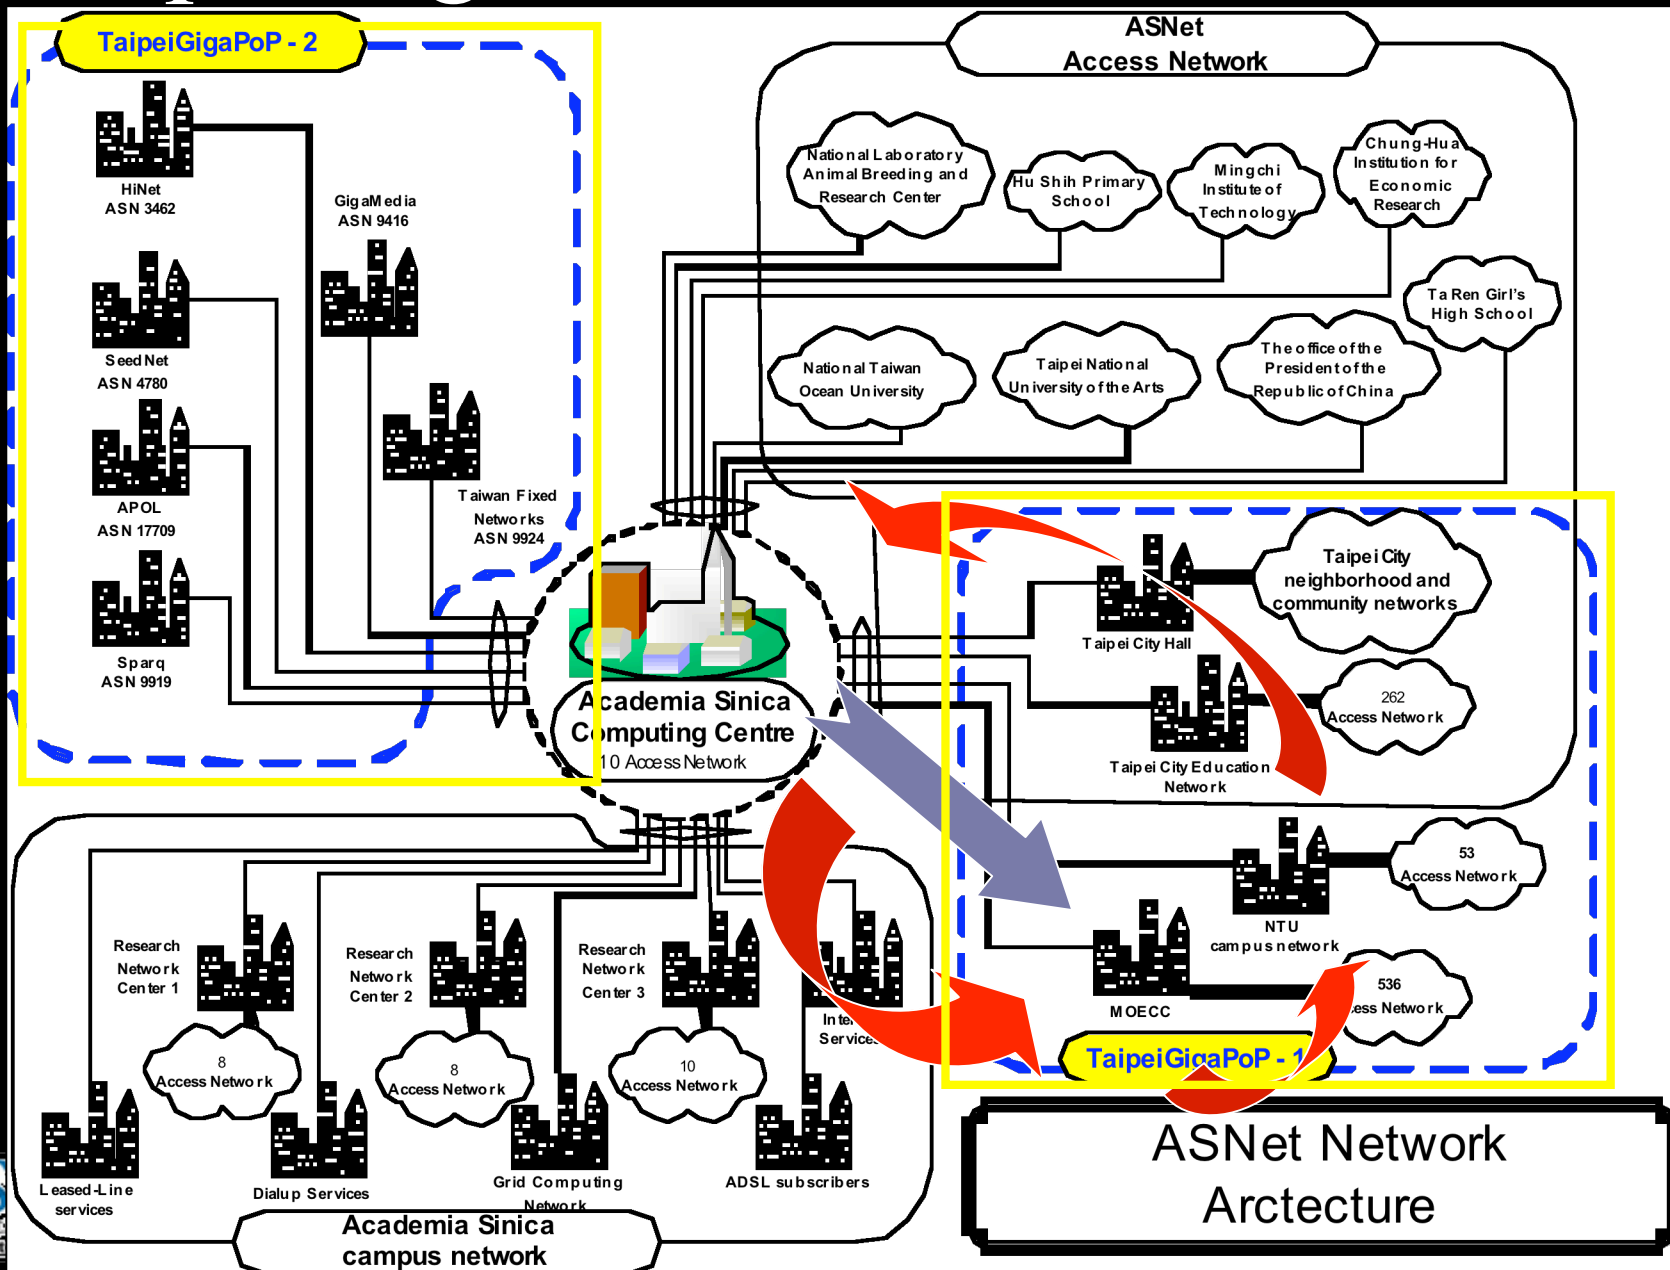 TaipeiGigaPoP - 2
HiNet
ASN 3462
GigaMedia
ASN 9416
SeedNet
ASN 4780
APOL
ASN 17709
Taiwan Fixed
Networks
ASN 9924
Sparq
ASN 9919
ASNet
Access Network
National Laboratory
Animal Breeding and
Research Center
Hu Shih Primary
School
Mingchi
Institute of
Technology
Chung-Hua
Institution for
Economic
Research
Ta Ren Girl's
High School
National Taiwan
Ocean University
Taipei National
University of the Arts
The office of the
President of the
Republic of China
Academia Sinica
Computing Centre
10 Access Network
Taipei City
neighborhood and
community networks
Taipei City Hall
262
Access Network
Taipei City Education
Network
53
Access Network
NTU
campus network
536
Network
MOECC
TaipeiGigaPoP - 1
Research
Network
Center 1
8
Access Network
Research
Network
Center 2
8
Access Network
Research
Network
Center 3
10
Access Network
Services
Leased-Line
services
Dialup Services
Grid Computing
Network
ADSL subscribers
Academia Sinica
campus network
ASNet Network
Arctecture